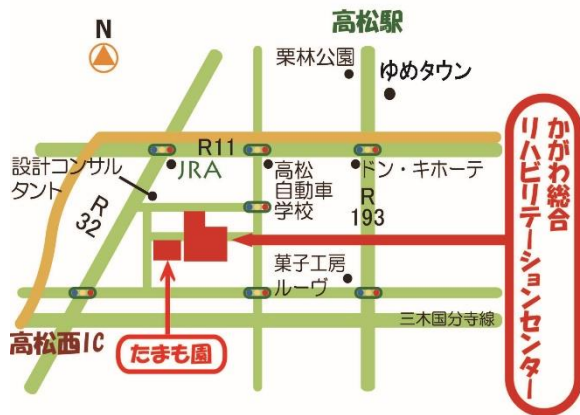 高松駅
N
栗林公園
ゆめタウン
R11
JRA
高松
自動車
学校
ドン・キホーテ
設計コンサル
タント
R
32
R
193
菓子工房
ルーヴ
三木国分寺線
高松西IC
たまも園
かがわ総合
リハビリテーションセンター